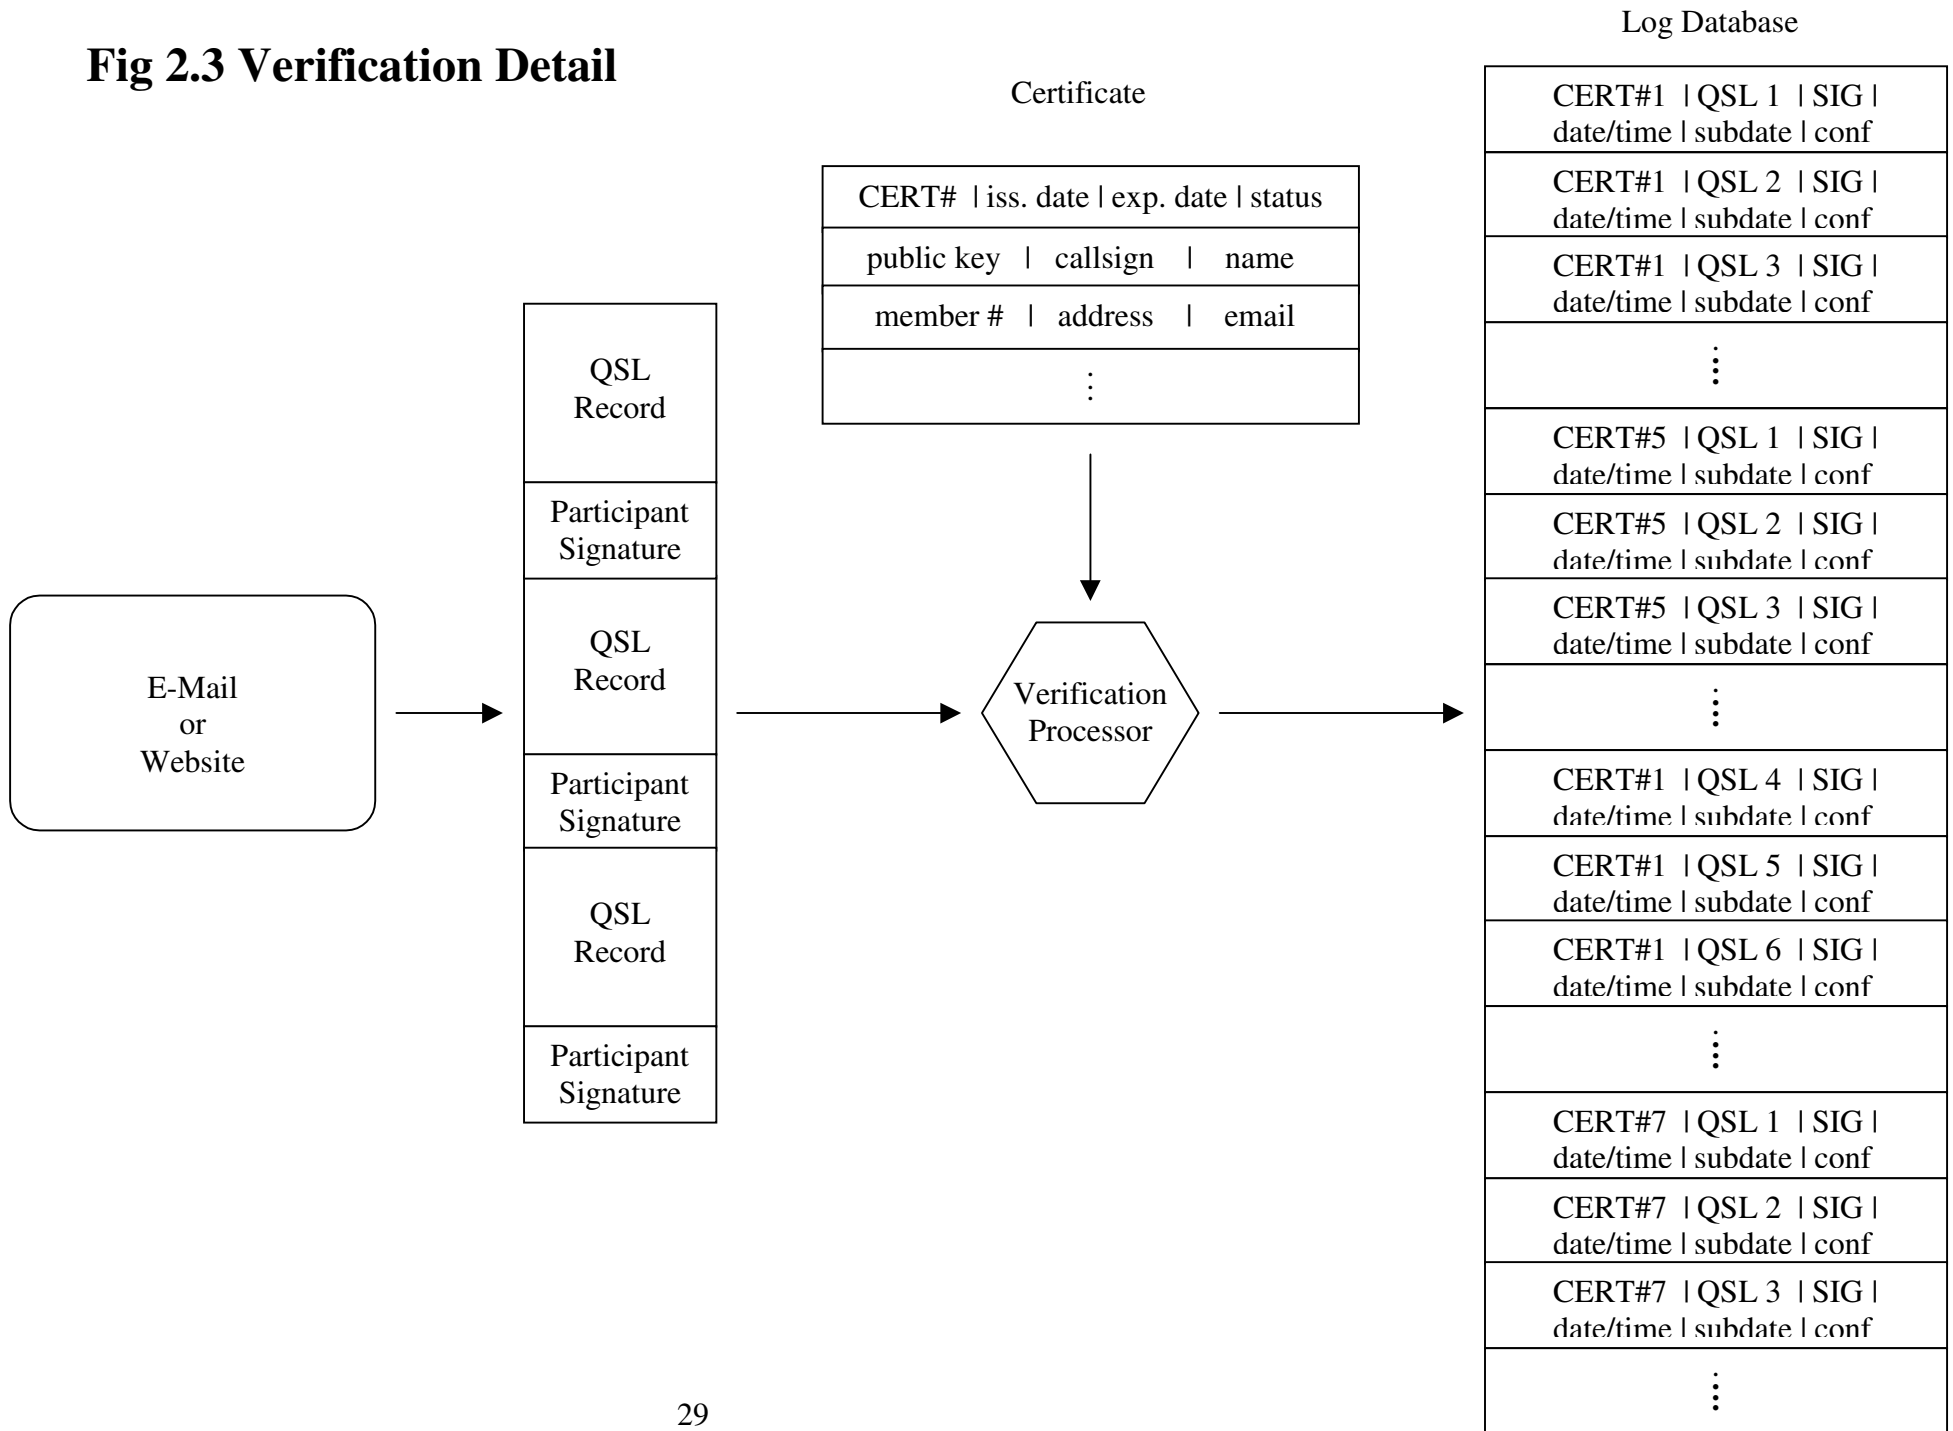 Fig 2.3 Verification Detail
E-Mail
or
Website
QSL
Record
Participant
Signature
QSL
Record
Participant
Signature
QSL
Record
Participant
Signature
Certificate
CERT# | iss. date | exp. date | status
public key | callsign | name
member # | address | email
⋮
Verification
Processor
Log Database
CERT#1 | QSL 1 | SIG |
date/time | subdate | conf
CERT#1 | QSL 2 | SIG |
date/time | subdate | conf
CERT#1 | QSL 3 | SIG |
date/time | subdate | conf
⋮
CERT#5 | QSL 1 | SIG |
date/time | subdate | conf
CERT#5 | QSL 2 | SIG |
date/time | subdate | conf
CERT#5 | QSL 3 | SIG |
date/time | subdate | conf
⋮
CERT#1 | QSL 4 | SIG |
date/time | subdate | conf
CERT#1 | QSL 5 | SIG |
date/time | subdate | conf
CERT#1 | QSL 6 | SIG |
date/time | subdate | conf
⋮
CERT#7 | QSL 1 | SIG |
date/time | subdate | conf
CERT#7 | QSL 2 | SIG |
date/time | subdate | conf
CERT#7 | QSL 3 | SIG |
date/time | subdate | conf
⋮
29